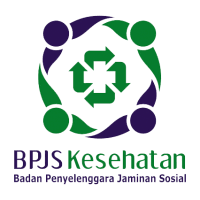 BPJS Kesehatan
Badan Penyelenggara Jaminan Sosial